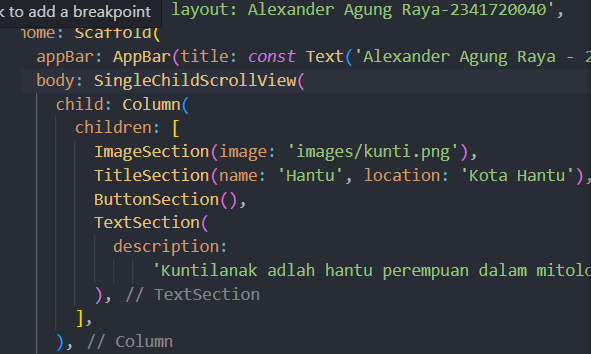 k to add a breakpoint layout: Alexander Agung Raya-2341720040',
home: Scaffold(
appBar: AppBar(title: const Text('Alexander Agung Raya - 2
body: SingleChildScrollView(
child: Column(
children: [
ImageSection(image: 'images/kunti.png'),
TitleSection(name: 'Hantu', location: 'Kota Hantu'),
ButtonSection(),
TextSection(
description:
'Kuntilanak adlah hantu perempuan dalam mitolo
), // TextSection
],
), // Column